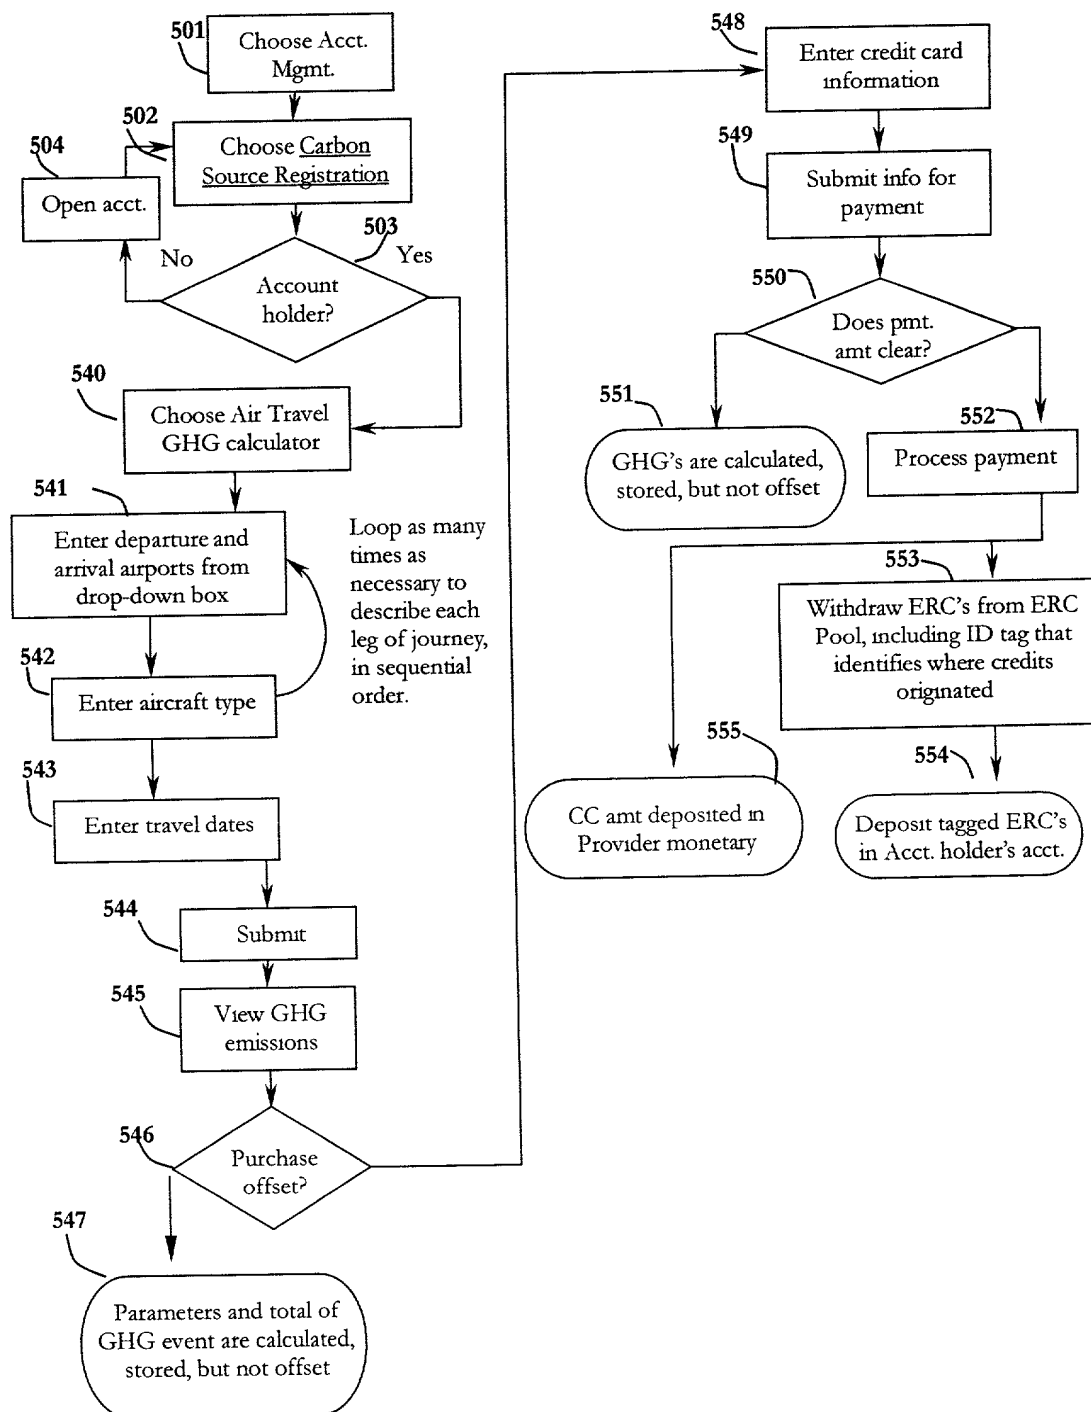 501
Choose Acct.
Mgmt.
502
Choose Carbon
Source Registration
504
Open acct.
503
No
Yes
Account
holder?
540
Choose Air Travel
GHG calculator
541
Enter departure and
arrival airports from
drop-down box
Loop as many
times as
necessary to
describe each
leg of journey,
in sequential
order.
542
Enter aircraft type
543
Enter travel dates
544
Submit
545
View GHG
emissions
546
Purchase
offset?
547
Parameters and total of
GHG event are calculated,
stored, but not offset
548
Enter credit card
information
549
Submit info for
payment
550
Does pmt.
amt clear?
551
GHG's are calculated,
stored, but not offset
552
Process payment
553
Withdraw ERC's from ERC
Pool, including ID tag that
identifies where credits
originated
555
CC amt deposited in
Provider monetary
554
Deposit tagged ERC's
in Acct. holder's acct.